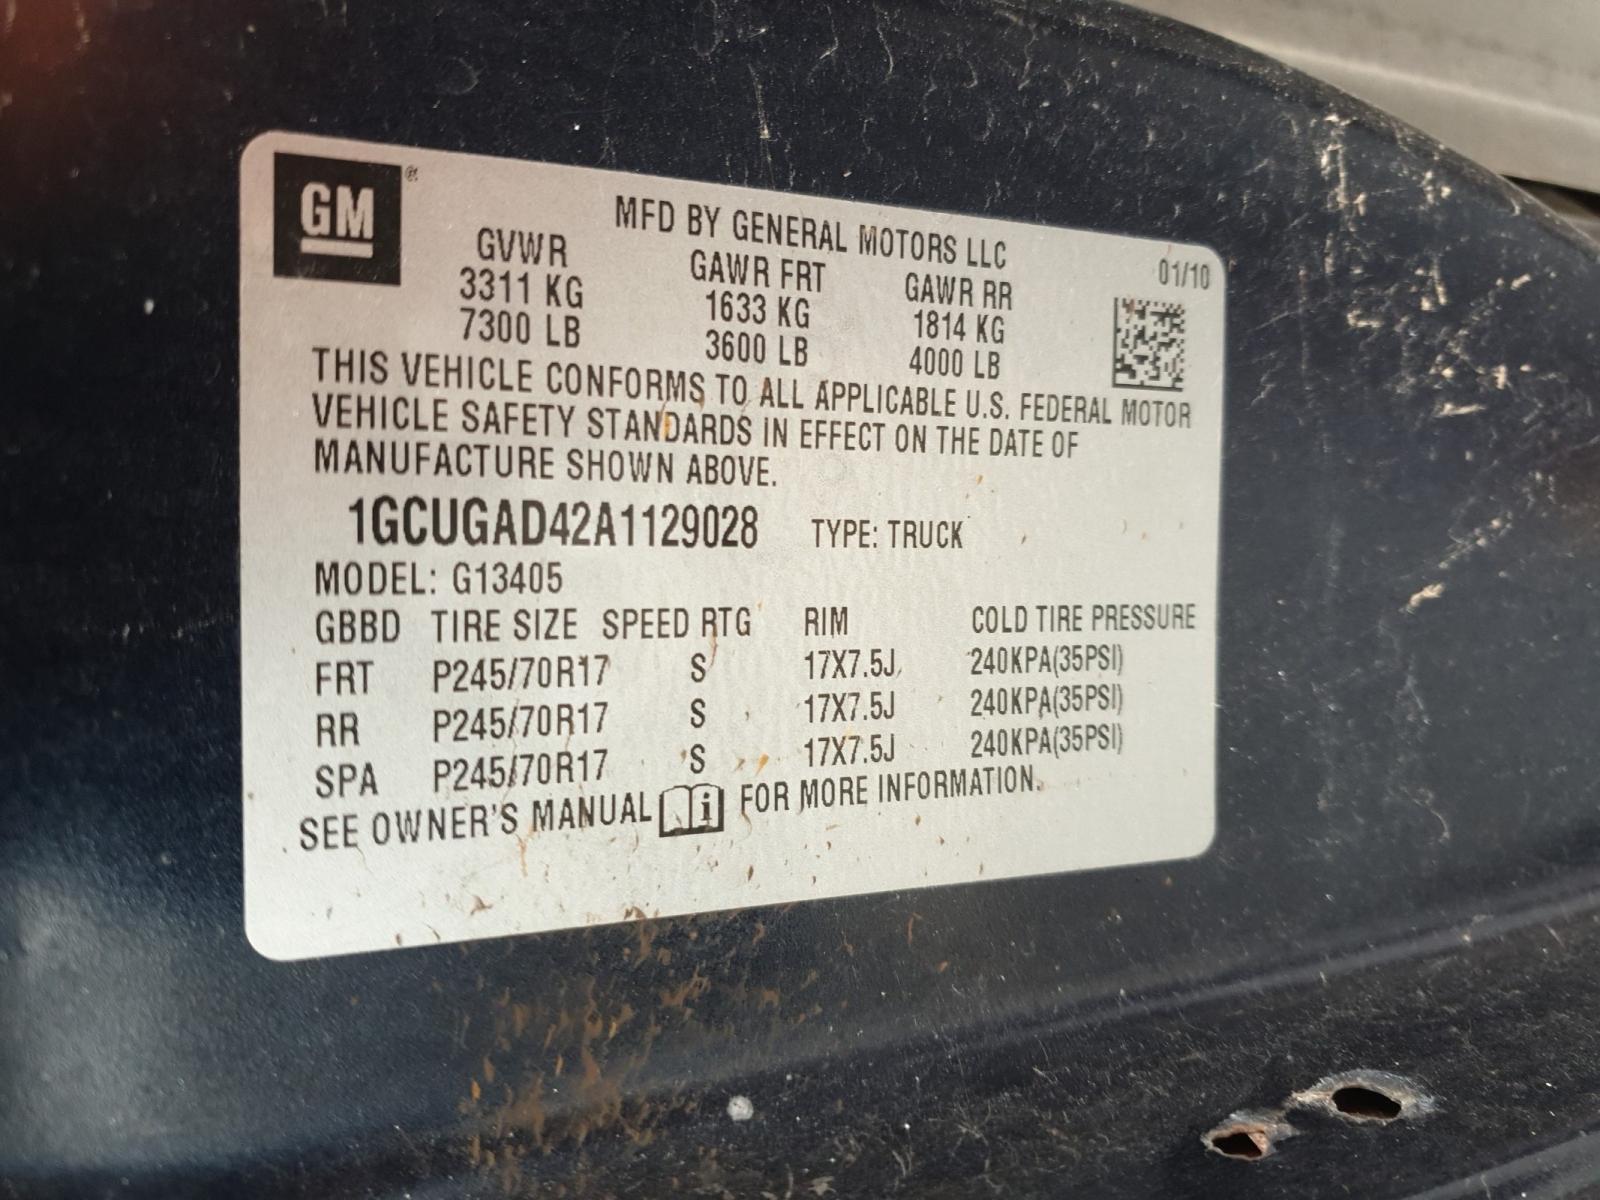 GM ®
MFD BY GENERAL MOTORS LLC
01/10
GVWR GAWR FRT GAWR RR
3311 KG 1633 KG 1814 KG
7300 LB 3600 LB 4000 LB
THIS VEHICLE CONFORMS TO ALL APPLICABLE U.S. FEDERAL MOTOR
VEHICLE SAFETY STANDARDS IN EFFECT ON THE DATE OF
MANUFACTURE SHOWN ABOVE.
1GCUGAD42A1129028 TYPE: TRUCK
MODEL: G13405
GBBD TIRE SIZE SPEED RTG RIM COLD TIRE PRESSURE
FRT P245/70R17 S 17X7.5J 240KPA(35PSI)
RR P245/70R17 S 17X7.5J 240KPA(35PSI)
SPA P245/70R17 S 17X7.5J 240KPA(35PSI)
SEE OWNER'S MANUAL i FOR MORE INFORMATION.